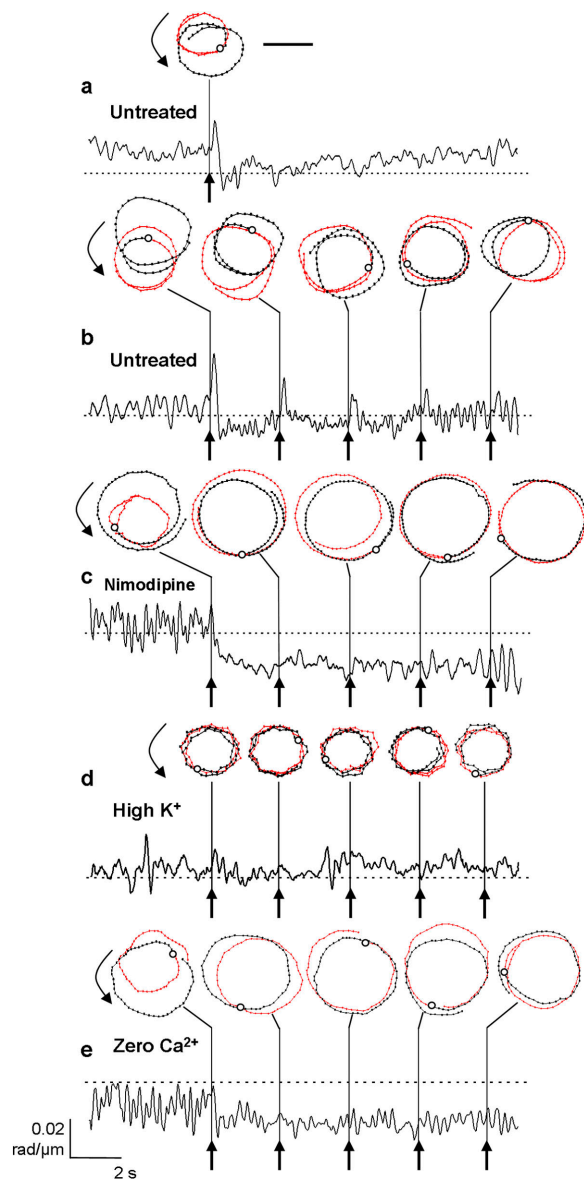 a
Untreated
b
Untreated
c
Nimodipine
d
High K⁺
e
Zero Ca²⁺
0.02
rad/µm
2 s